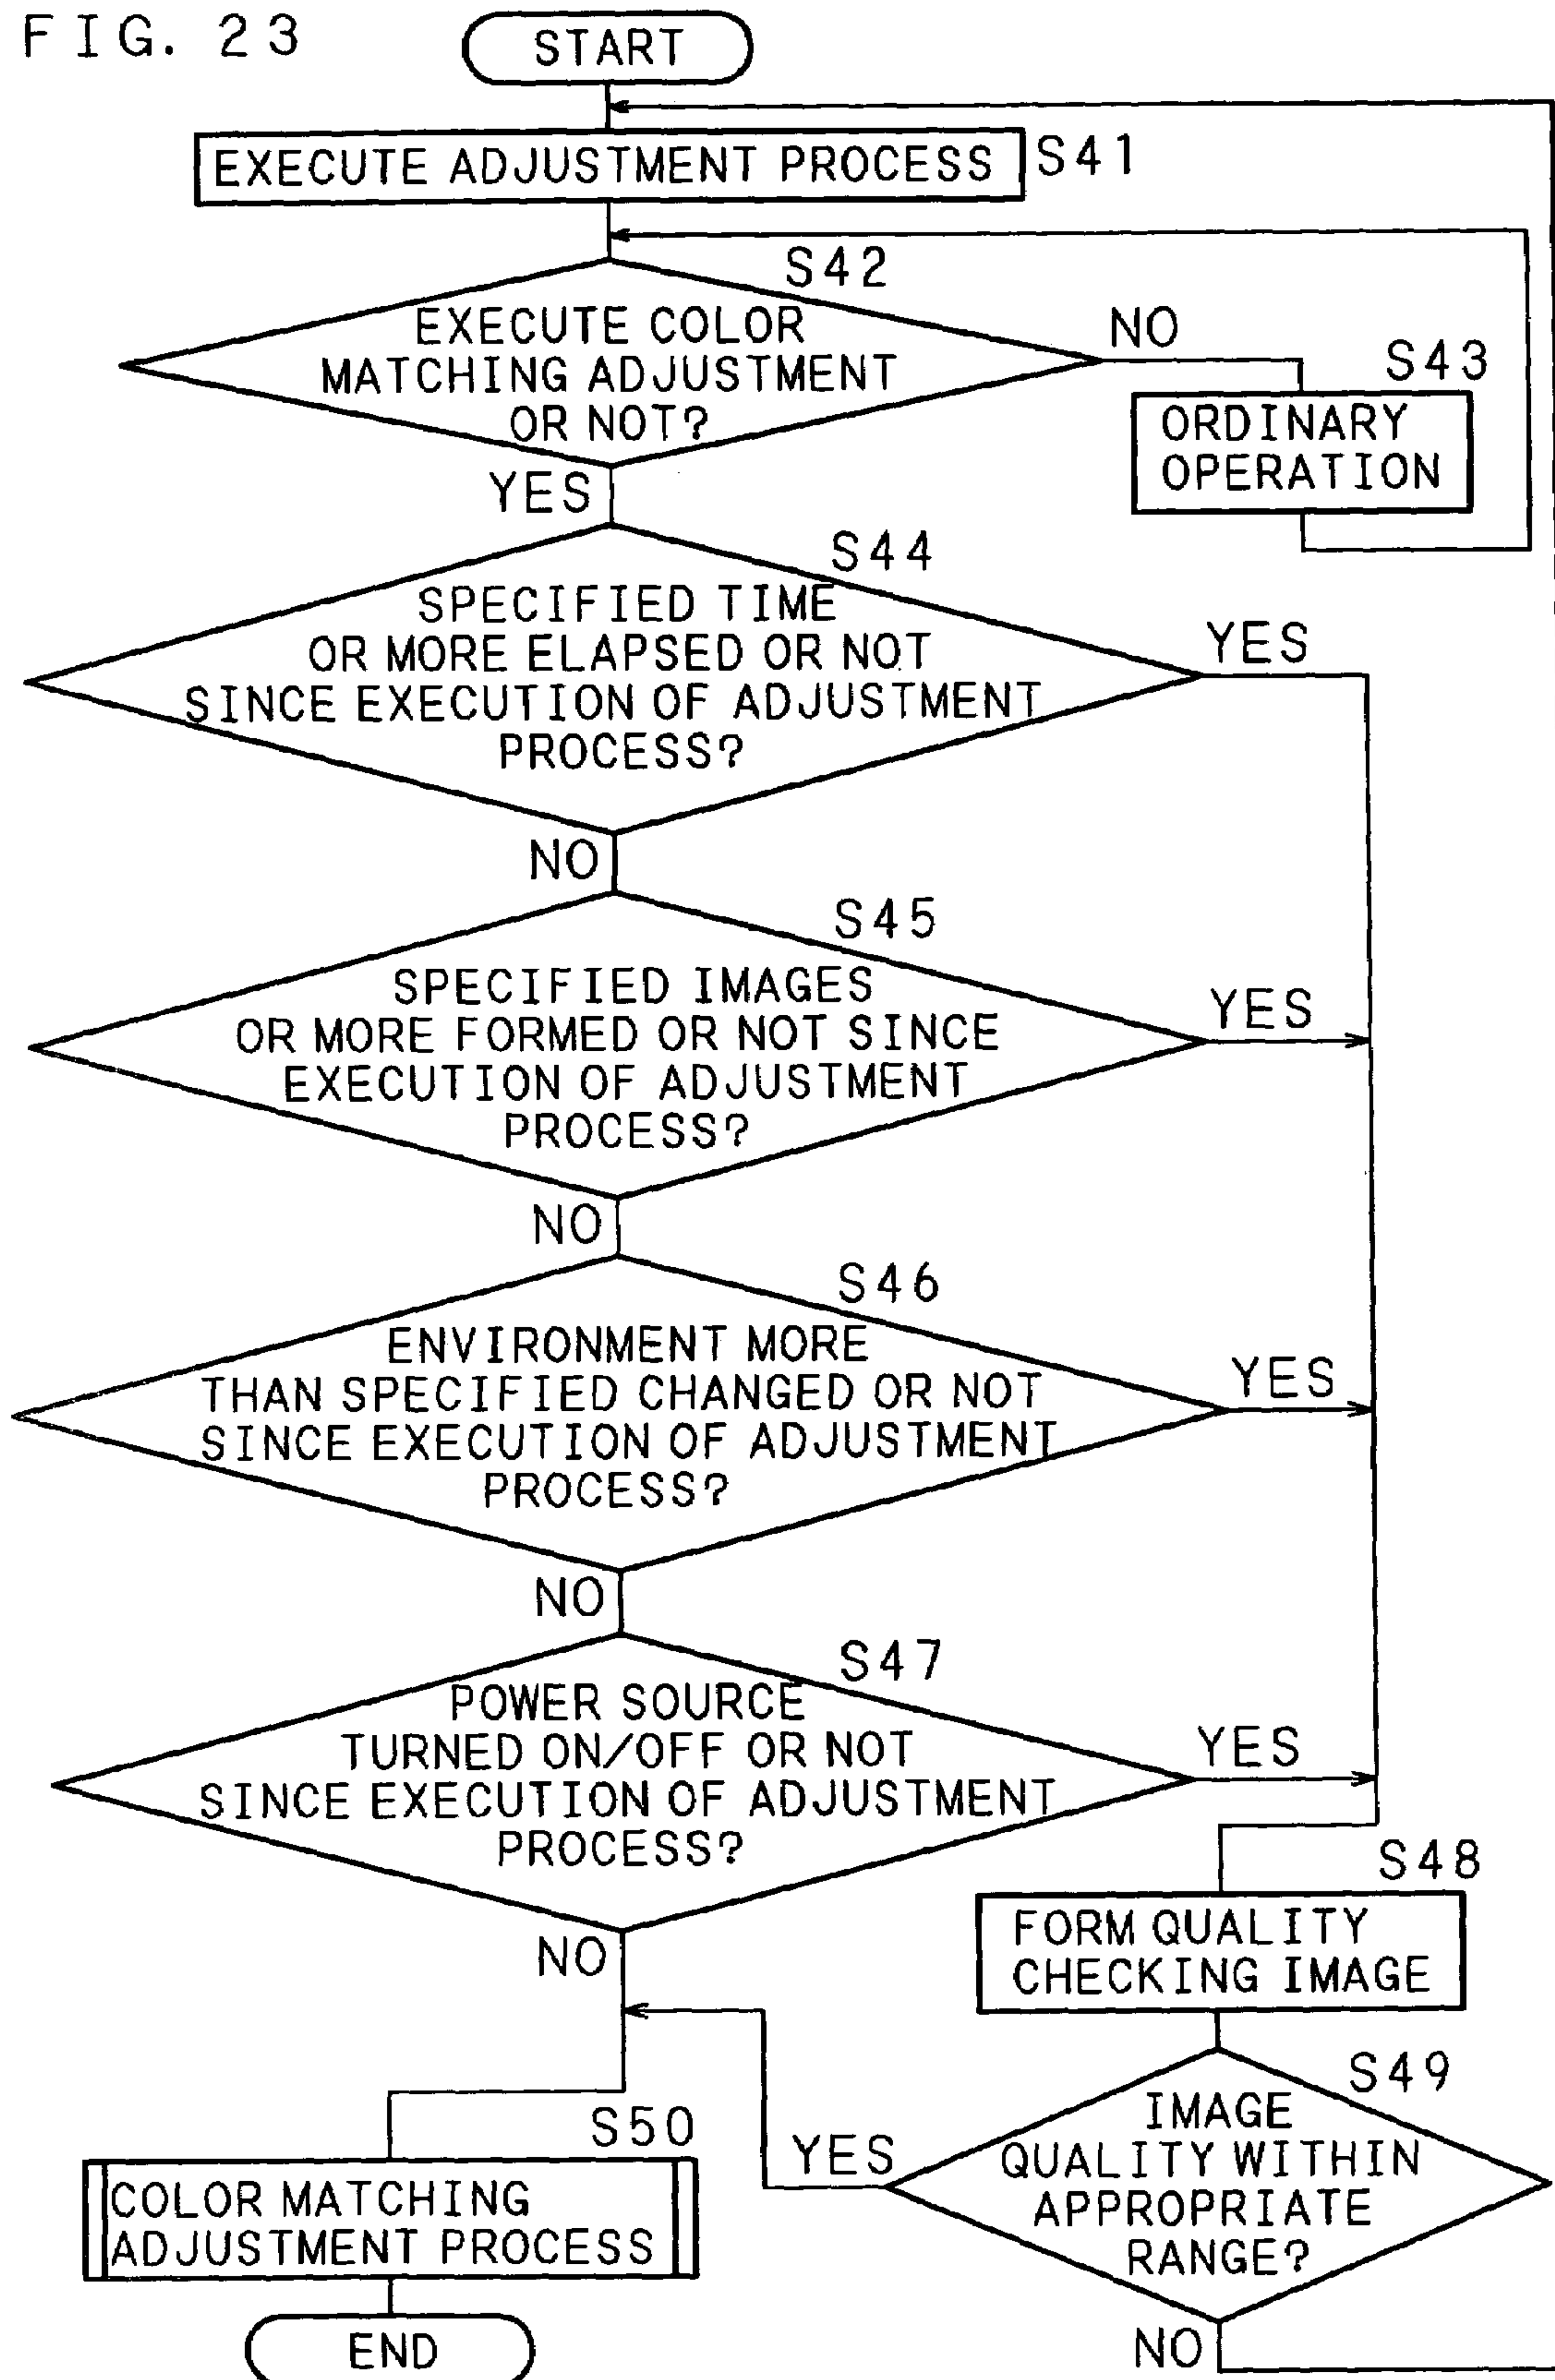 FIG. 23
START
EXECUTE ADJUSTMENT PROCESS
S41
S42
EXECUTE COLOR
MATCHING ADJUSTMENT
OR NOT?
NO
S43
ORDINARY
OPERATION
YES
S44
SPECIFIED TIME
OR MORE ELAPSED OR NOT
SINCE EXECUTION OF ADJUSTMENT
PROCESS?
YES
NO
S45
SPECIFIED IMAGES
OR MORE FORMED OR NOT SINCE
EXECUTION OF ADJUSTMENT
PROCESS?
YES
NO
S46
ENVIRONMENT MORE
THAN SPECIFIED CHANGED OR NOT
SINCE EXECUTION OF ADJUSTMENT
PROCESS?
YES
NO
S47
POWER SOURCE
TURNED ON/OFF OR NOT
SINCE EXECUTION OF ADJUSTMENT
PROCESS?
YES
NO
S48
FORM QUALITY
CHECKING IMAGE
S49
IMAGE
QUALITY WITHIN
APPROPRIATE
RANGE?
YES
NO
S50
COLOR MATCHING
ADJUSTMENT PROCESS
END